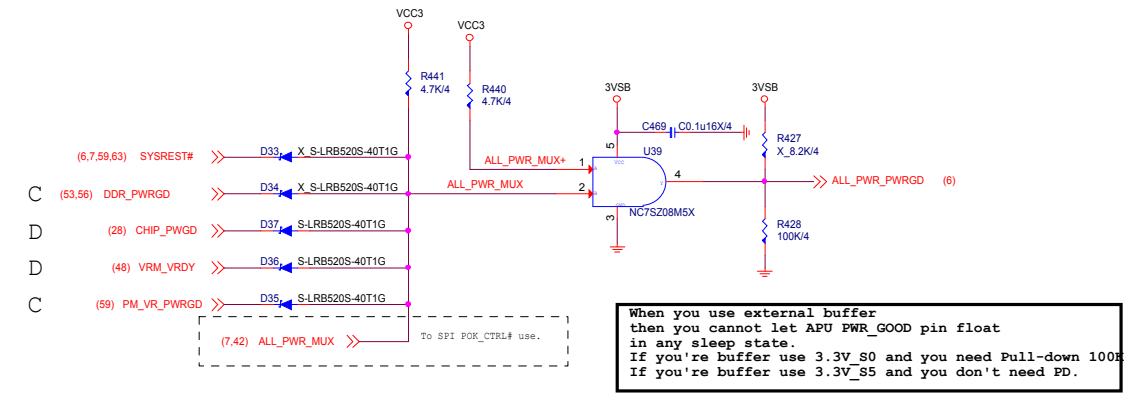 VCC3
VCC3
R441
4.7K/4
R440
4.7K/4
3VSB
3VSB
C469 C0.1u16X/4
R427
X_8.2K/4
5
U39
VCC
(6,7,59,63) SYSREST# D33 X_S-LRB520S-40T1G
ALL_PWR_MUX+ 1
A
4
Y
ALL_PWR_PWRGD (6)
C (53,56) DDR_PWRGD D34 X_S-LRB520S-40T1G
ALL_PWR_MUX 2
NC7SZ08M5X
3
GND
R428
100K/4
D (28) CHIP_PWGD D37 S-LRB520S-40T1G
D (48) VRM_VRDY D36 S-LRB520S-40T1G
C (59) PM_VR_PWRGD D35 S-LRB520S-40T1G
(7,42) ALL_PWR_MUX To SPI POK_CTRL# use.
When you use external buffer
then you cannot let APU PWR_GOOD pin float
in any sleep state.
If you're buffer use 3.3V_S0 and you need Pull-down 100K
If you're buffer use 3.3V_S5 and you don't need PD.